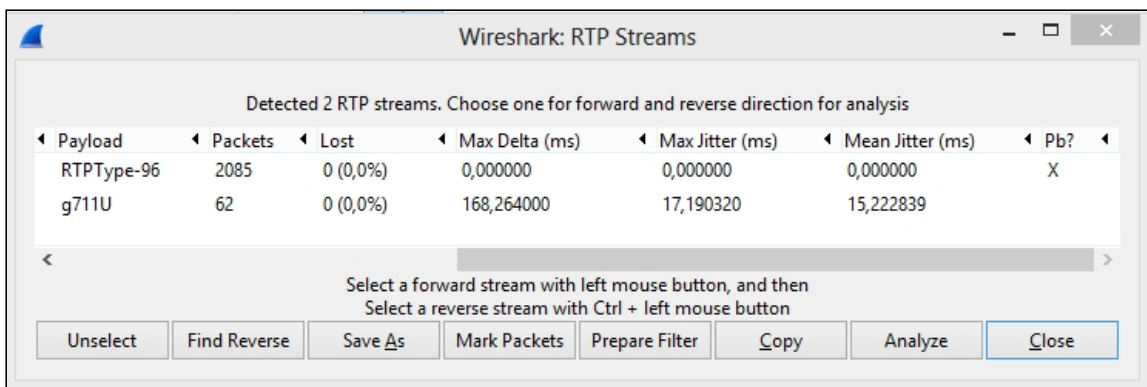 Wireshark: RTP Streams
Detected 2 RTP streams. Choose one for forward and reverse direction for analysis
Payload Packets Lost Max Delta (ms) Max Jitter (ms) Mean Jitter (ms) Pb?
RTPType-96 2085 0 (0,0%) 0,000000 0,000000 0,000000 X
g711U 62 0 (0,0%) 168,264000 17,190320 15,222839
Select a forward stream with left mouse button, and then
Select a reverse stream with Ctrl + left mouse button
Unselect Find Reverse Save As Mark Packets Prepare Filter Copy Analyze Close